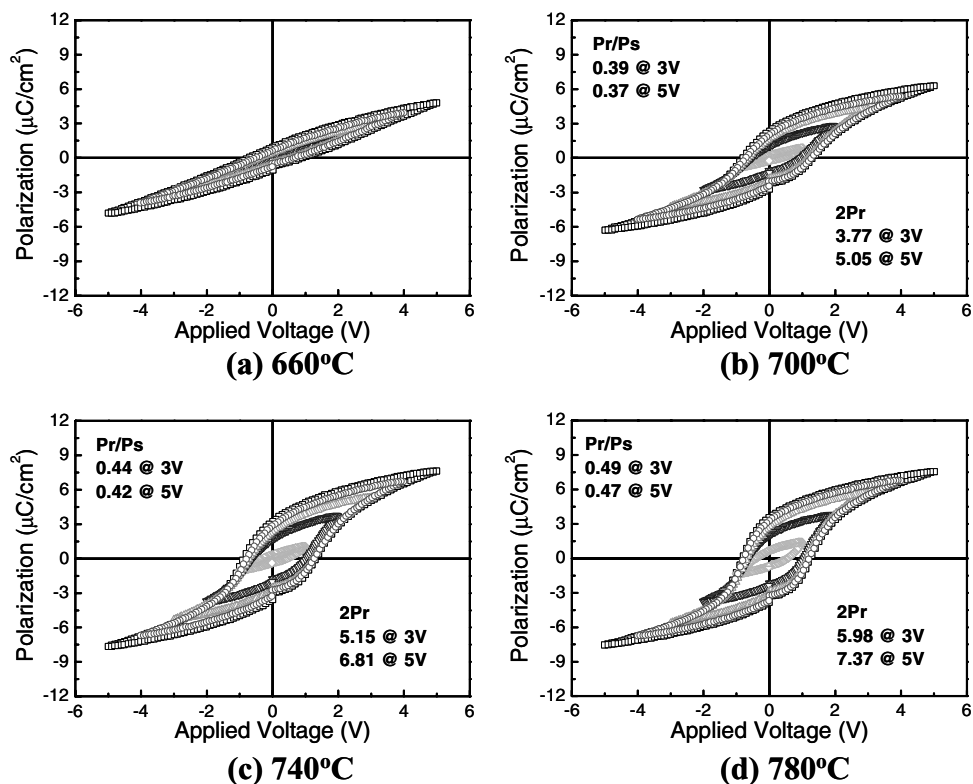 12
9
6
3
0
-3
-6
-9
-12
Polarization (μC/cm²)
-6 -4 -2 0 2 4 6
Applied Voltage (V)
(a) 660°C
12
9
6
3
0
-3
-6
-9
-12
Polarization (μC/cm²)
Pr/Ps
0.39 @ 3V
0.37 @ 5V
2Pr
3.77 @ 3V
5.05 @ 5V
-6 -4 -2 0 2 4 6
Applied Voltage (V)
(b) 700°C
12
9
6
3
0
-3
-6
-9
-12
Polarization (μC/cm²)
Pr/Ps
0.44 @ 3V
0.42 @ 5V
2Pr
5.15 @ 3V
6.81 @ 5V
-6 -4 -2 0 2 4 6
Applied Voltage (V)
(c) 740°C
12
9
6
3
0
-3
-6
-9
-12
Polarization (μC/cm²)
Pr/Ps
0.49 @ 3V
0.47 @ 5V
2Pr
5.98 @ 3V
7.37 @ 5V
-6 -4 -2 0 2 4 6
Applied Voltage (V)
(d) 780°C